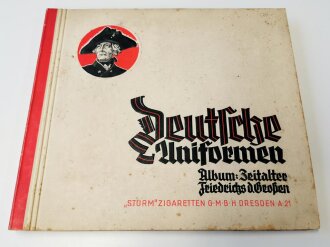 Deutsche
Uniformen
Album: Zeitalter
Friedrichs d. Großen
„STURM" ZIGARETTEN G·M·B·H DRESDEN A·21